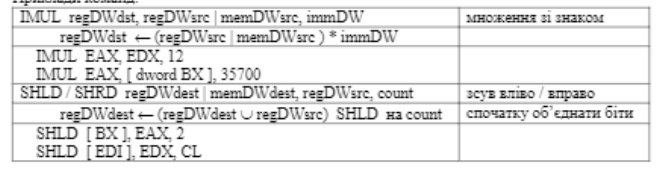 Приклади команд:
IMUL regDWdst, regDWsrc | memDWsrc, immDW множення зі знаком
regDWdst ← (regDWsrc | memDWsrc ) * immDW
IMUL EAX, EDX, 12
IMUL EAX, [ dword BX ], 35700
SHLD / SHRD regDWdest | memDWdest, regDWsrc, count зсув вліво / вправо
regDWdest ← (regDWdest ∪ regDWsrc) SHLD на count спочатку об’єднати біти
SHLD [ BX ], EAX, 2
SHLD [ EDI ], EDX, CL